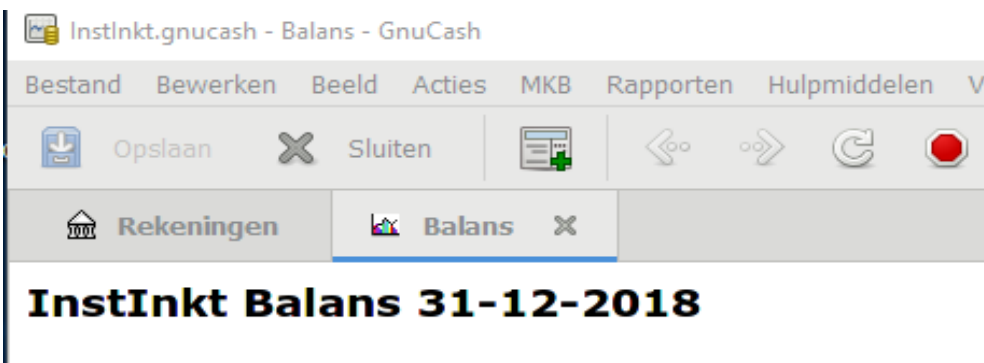 InstInkt.gnucash - Balans - GnuCash
Bestand Bewerken Beeld Acties MKB Rapporten Hulpmiddelen V
Opslaan Sluiten
Rekeningen Balans
InstInkt Balans 31-12-2018